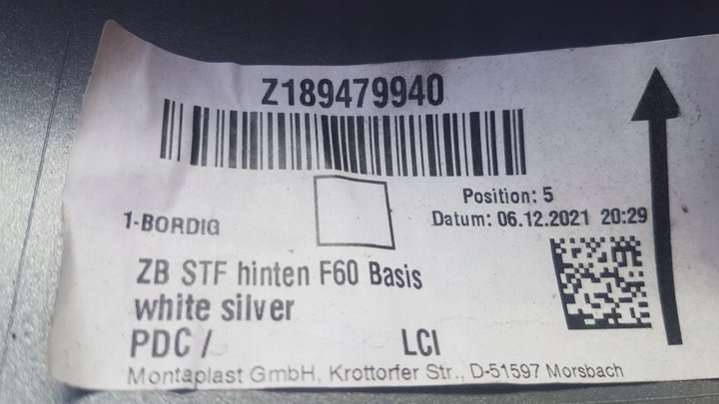 Z189479940
Position: 5
1-BORDIG
Datum: 06.12.2021 20:29
ZB STF hinten F60 Basis
white silver
PDC / LCI
Montaplast GmbH, Krottorfer Str., D-51597 Morsbach